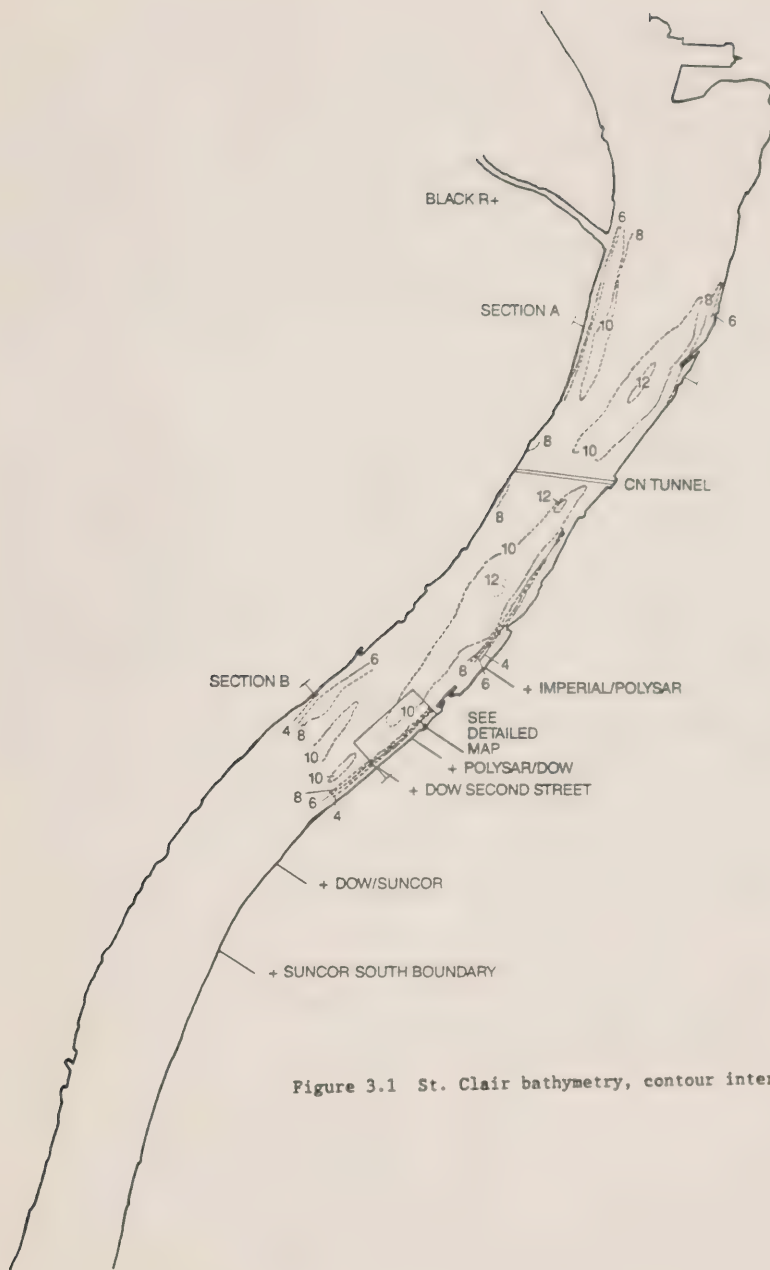 BLACK R+
6
8
SECTION A
10
8
6
12
8
10
CN TUNNEL
12
8
10
12
6
SECTION B
8
4
6
+ IMPERIAL/POLYSAR
4
8
10
SEE
DETAILED
MAP
10
+ POLYSAR/DOW
10
+ DOW SECOND STREET
8
6
4
+ DOW/SUNCOR
+ SUNCOR SOUTH BOUNDARY
Figure 3.1 St. Clair bathymetry, contour inter